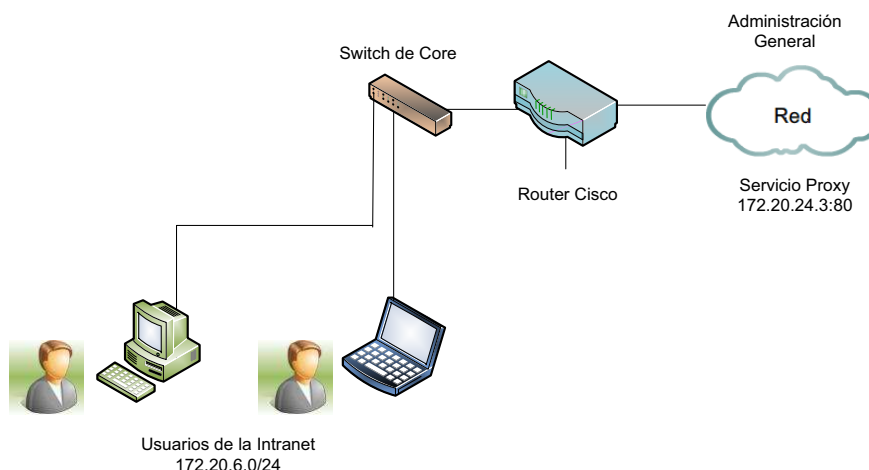 Administración
General
Switch de Core
Red
Router Cisco
Servicio Proxy
172.20.24.3:80
Usuarios de la Intranet
172.20.6.0/24